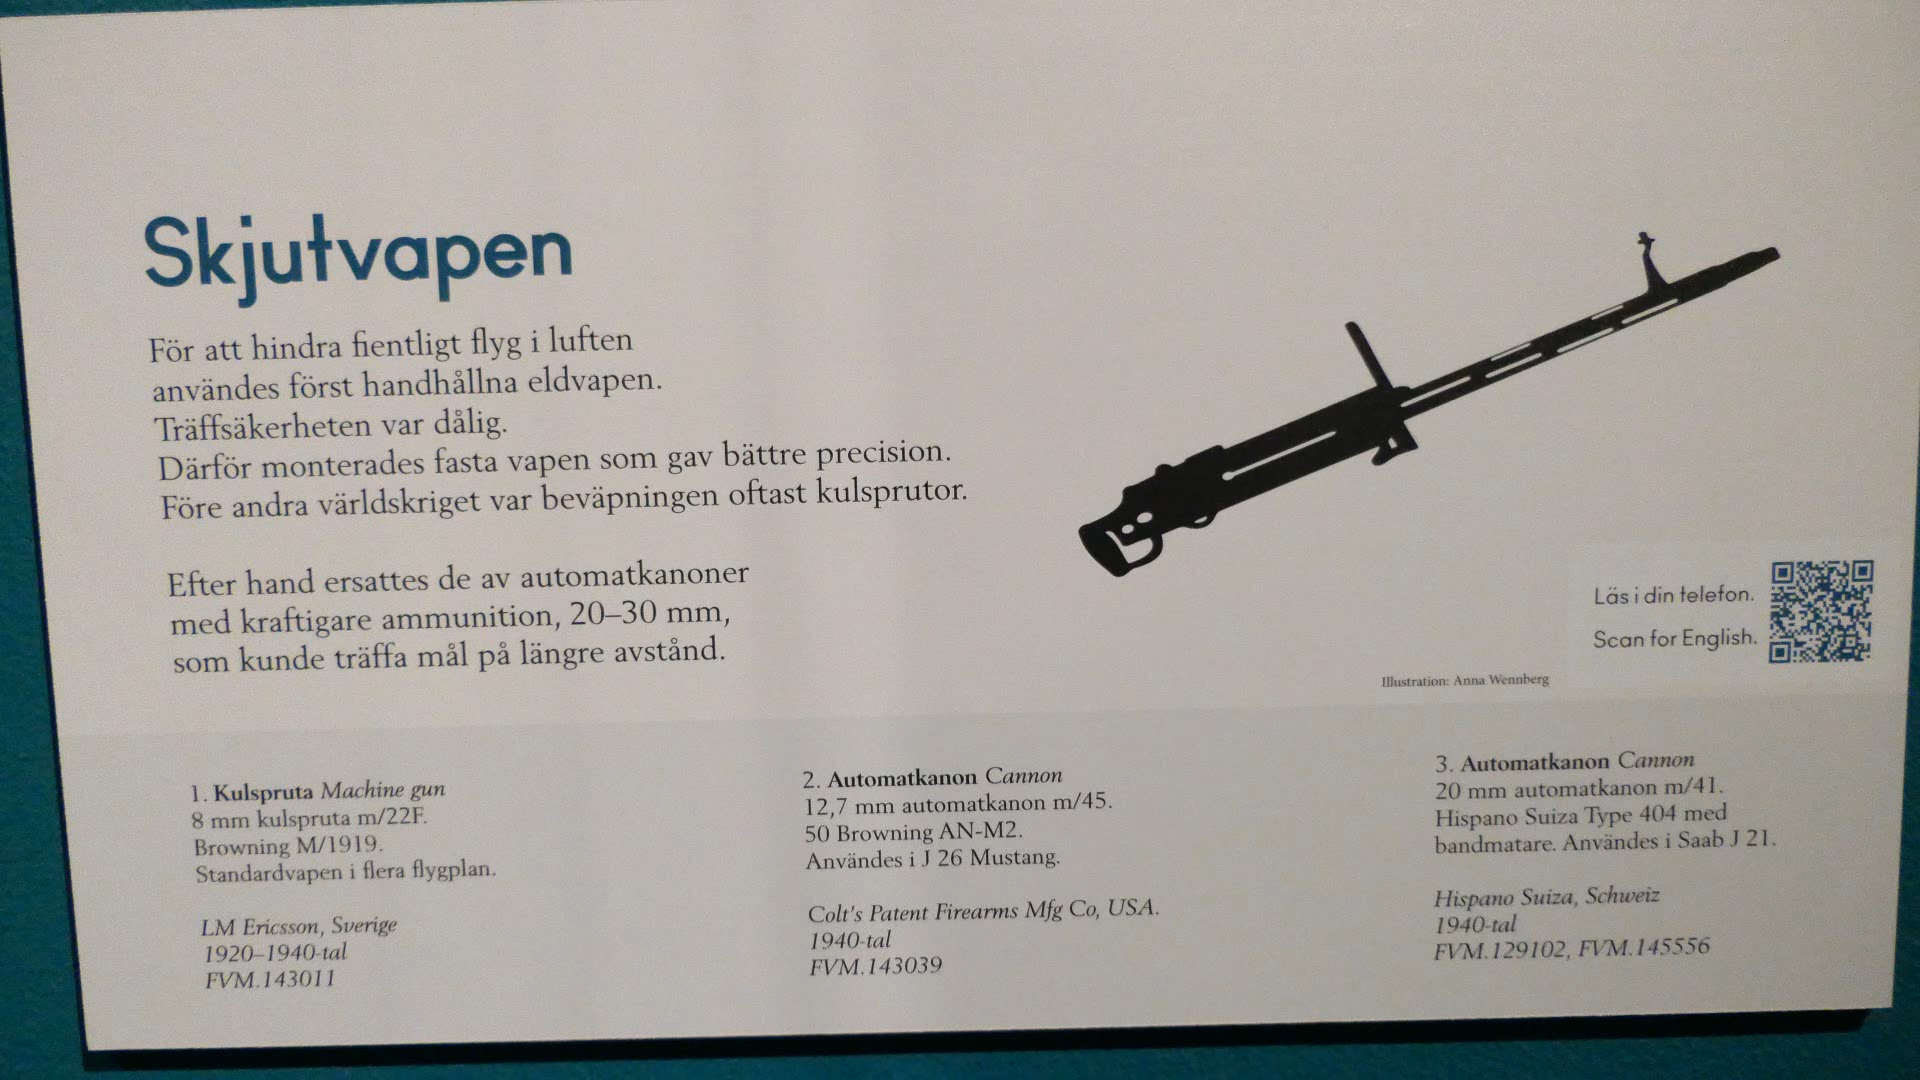 Skjutvapen
För att hindra fientligt flyg i luften
användes först handhållna eldvapen.
Träffsäkerheten var dålig.
Därför monterades fasta vapen som gav bättre precision.
Före andra världskriget var beväpningen oftast kulsprutor.
Efter hand ersattes de av automatkanoner
med kraftigare ammunition, 20–30 mm,
som kunde träffa mål på längre avstånd.
Läs i din telefon.
Scan for English.
Illustration: Anna Wennberg
1. Kulspruta Machine gun
8 mm kulspruta m/22F.
Browning M/1919.
Standardvapen i flera flygplan.
LM Ericsson, Sverige
1920–1940-tal
FVM.143011
2. Automatkanon Cannon
12,7 mm automatkanon m/45.
50 Browning AN-M2.
Användes i J 26 Mustang.
Colt's Patent Firearms Mfg Co, USA.
1940-tal
FVM.143039
3. Automatkanon Cannon
20 mm automatkanon m/41.
Hispano Suiza Type 404 med
bandmatare. Användes i Saab J 21.
Hispano Suiza, Schweiz
1940-tal
FVM.129102, FVM.145556